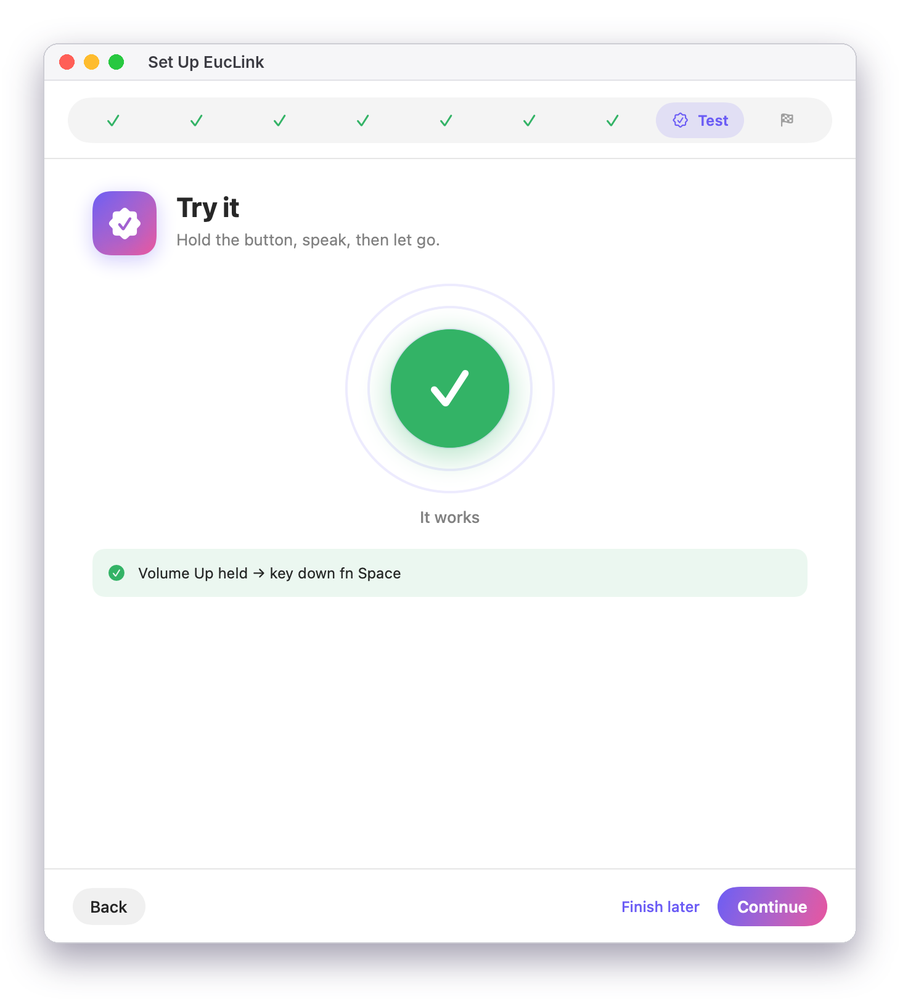 Set Up EucLink
Test
Try it
Hold the button, speak, then let go.
It works
Volume Up held → key down fn Space
Back
Finish later
Continue